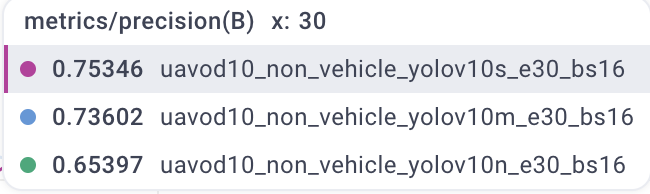 metrics/precision(B) x: 30
0.75346 uavod10_non_vehicle_yolov10s_e30_bs16
0.73602 uavod10_non_vehicle_yolov10m_e30_bs16
0.65397 uavod10_non_vehicle_yolov10n_e30_bs16